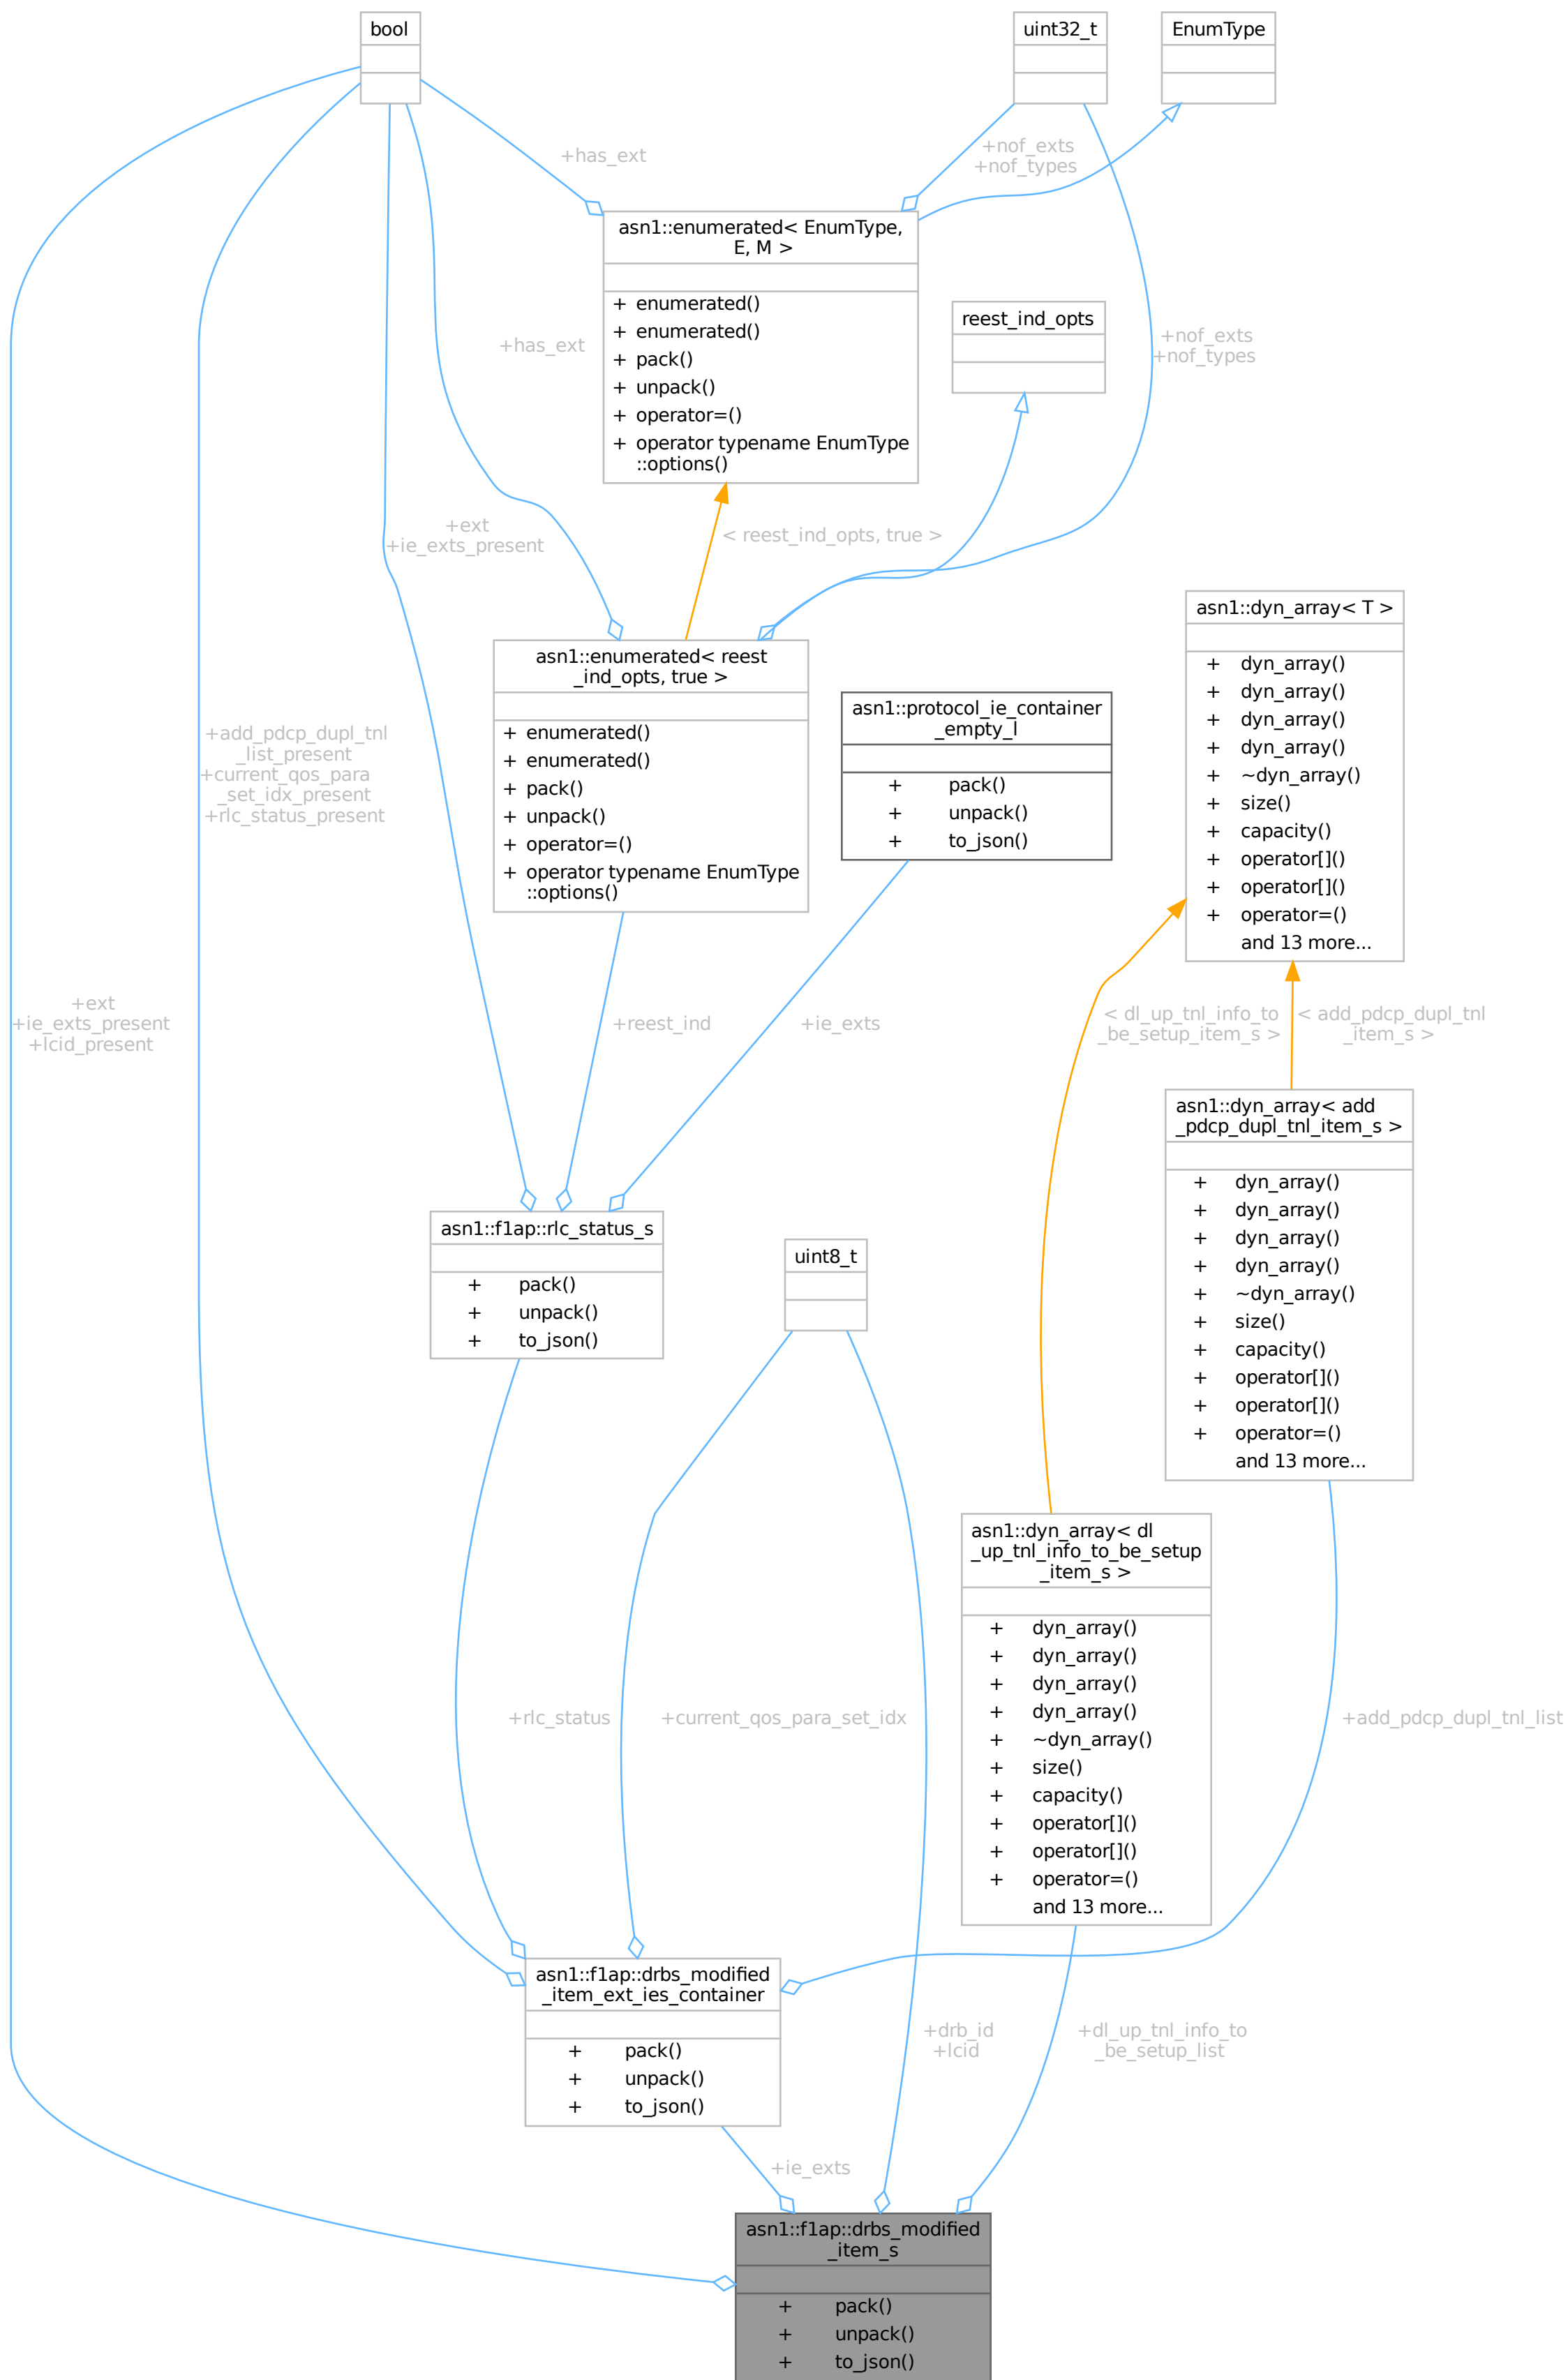 bool
uint32_t
EnumType
+has_ext
+nof_exts
+nof_types
asn1::enumerated< EnumType,
E, M >
+ enumerated()
+ enumerated()
+ pack()
+ unpack()
+ operator=()
+ operator typename EnumType
::options()
reest_ind_opts
+has_ext
+nof_exts
+nof_types
+ext
+ie_exts_present
< reest_ind_opts, true >
asn1::enumerated< reest
_ind_opts, true >
+ enumerated()
+ enumerated()
+ pack()
+ unpack()
+ operator=()
+ operator typename EnumType
::options()
asn1::protocol_ie_container
_empty_l
+ pack()
+ unpack()
+ to_json()
asn1::dyn_array< T >
+ dyn_array()
+ dyn_array()
+ dyn_array()
+ dyn_array()
+ ~dyn_array()
+ size()
+ capacity()
+ operator[]()
+ operator[]()
+ operator=()
and 13 more...
+add_pdcp_dupl_tnl
_list_present
+current_qos_para
_set_idx_present
+rlc_status_present
+ext
+ie_exts_present
+lcid_present
+reest_ind
+ie_exts
< dl_up_tnl_info_to
_be_setup_item_s >
< add_pdcp_dupl_tnl
_item_s >
asn1::dyn_array< add
_pdcp_dupl_tnl_item_s >
+ dyn_array()
+ dyn_array()
+ dyn_array()
+ dyn_array()
+ ~dyn_array()
+ size()
+ capacity()
+ operator[]()
+ operator[]()
+ operator=()
and 13 more...
asn1::f1ap::rlc_status_s
+ pack()
+ unpack()
+ to_json()
uint8_t
asn1::dyn_array< dl
_up_tnl_info_to_be_setup
_item_s >
+ dyn_array()
+ dyn_array()
+ dyn_array()
+ dyn_array()
+ ~dyn_array()
+ size()
+ capacity()
+ operator[]()
+ operator[]()
+ operator=()
and 13 more...
+rlc_status
+current_qos_para_set_idx
+add_pdcp_dupl_tnl_list
asn1::f1ap::drbs_modified
_item_ext_ies_container
+ pack()
+ unpack()
+ to_json()
+drb_id
+lcid
+dl_up_tnl_info_to
_be_setup_list
+ie_exts
asn1::f1ap::drbs_modified
_item_s
+ pack()
+ unpack()
+ to_json()